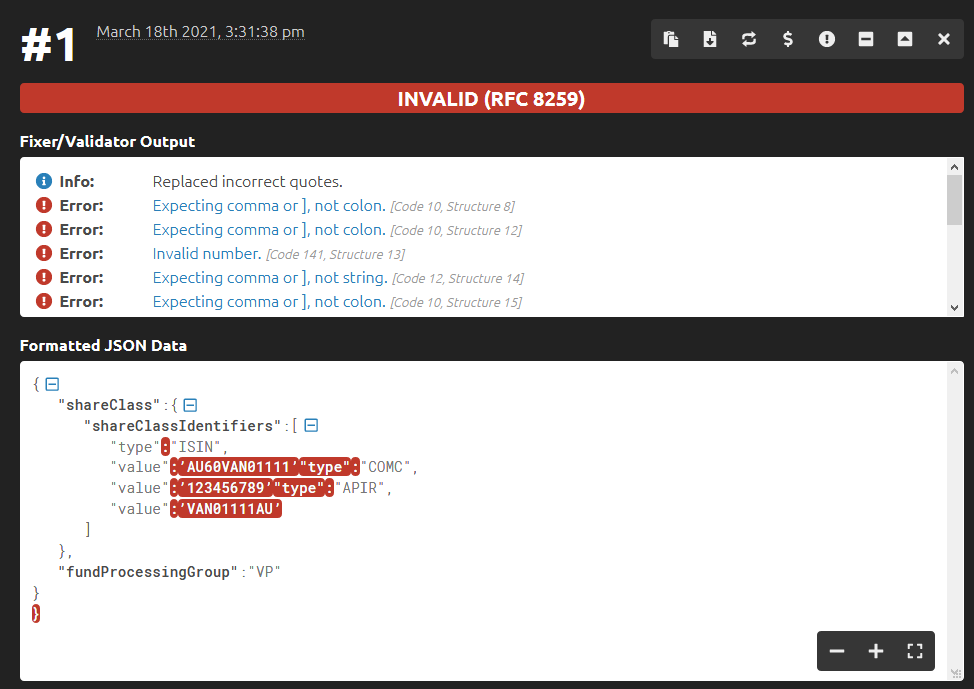 #1 March 18th 2021, 3:31:38 pm
INVALID (RFC 8259)
Fixer/Validator Output
Info: Replaced incorrect quotes.
Error: Expecting comma or ], not colon. [Code 10, Structure 8]
Error: Expecting comma or ], not colon. [Code 10, Structure 12]
Error: Invalid number. [Code 141, Structure 13]
Error: Expecting comma or ], not string. [Code 12, Structure 14]
Error: Expecting comma or ], not colon. [Code 10, Structure 15]
Formatted JSON Data
{
"shareClass":{
"shareClassIdentifiers":[
"type":"ISIN",
"value":’AU60VAN01111’"type":"COMC",
"value":’123456789’"type":"APIR",
"value":’VAN01111AU’
]
},
"fundProcessingGroup":"VP"
}
}